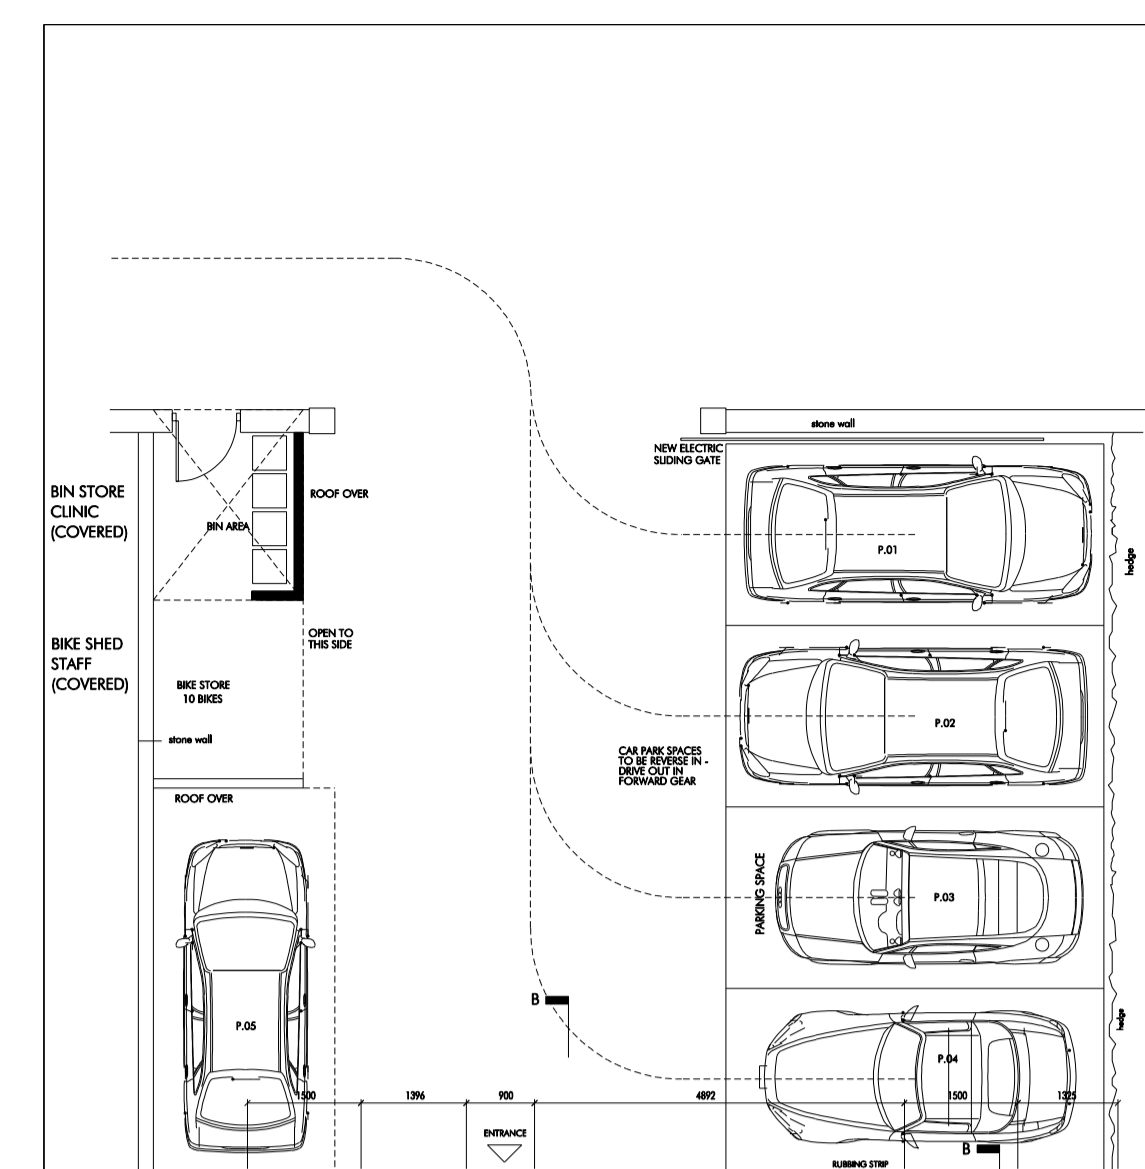 stone wall
NEW ELECTRIC
SLIDING GATE
BIN STORE
CLINIC
(COVERED)
ROOF OVER
BIN AREA
P.01
hedge
BIKE SHED
STAFF
(COVERED)
OPEN TO
THIS SIDE
BIKE STORE
10 BIKES
P.02
stone wall
CAR PARK SPACES
TO BE REVERSE IN -
DRIVE OUT IN
FORWARD GEAR
ROOF OVER
PARKING SPACE
P.03
B
P.05
hedge
P.04
1500
1396
900
4892
1500
1325
ENTRANCE
B
RUBBING STRIP